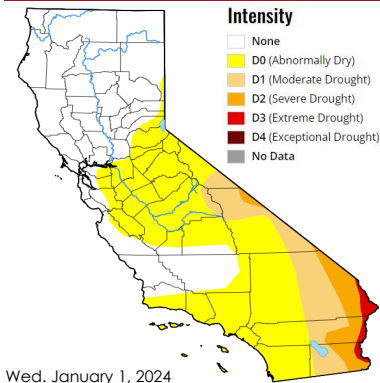 Intensity
None
D0 (Abnormally Dry)
D1 (Moderate Drought)
D2 (Severe Drought)
D3 (Extreme Drought)
D4 (Exceptional Drought)
No Data
Wed. January 1, 2024